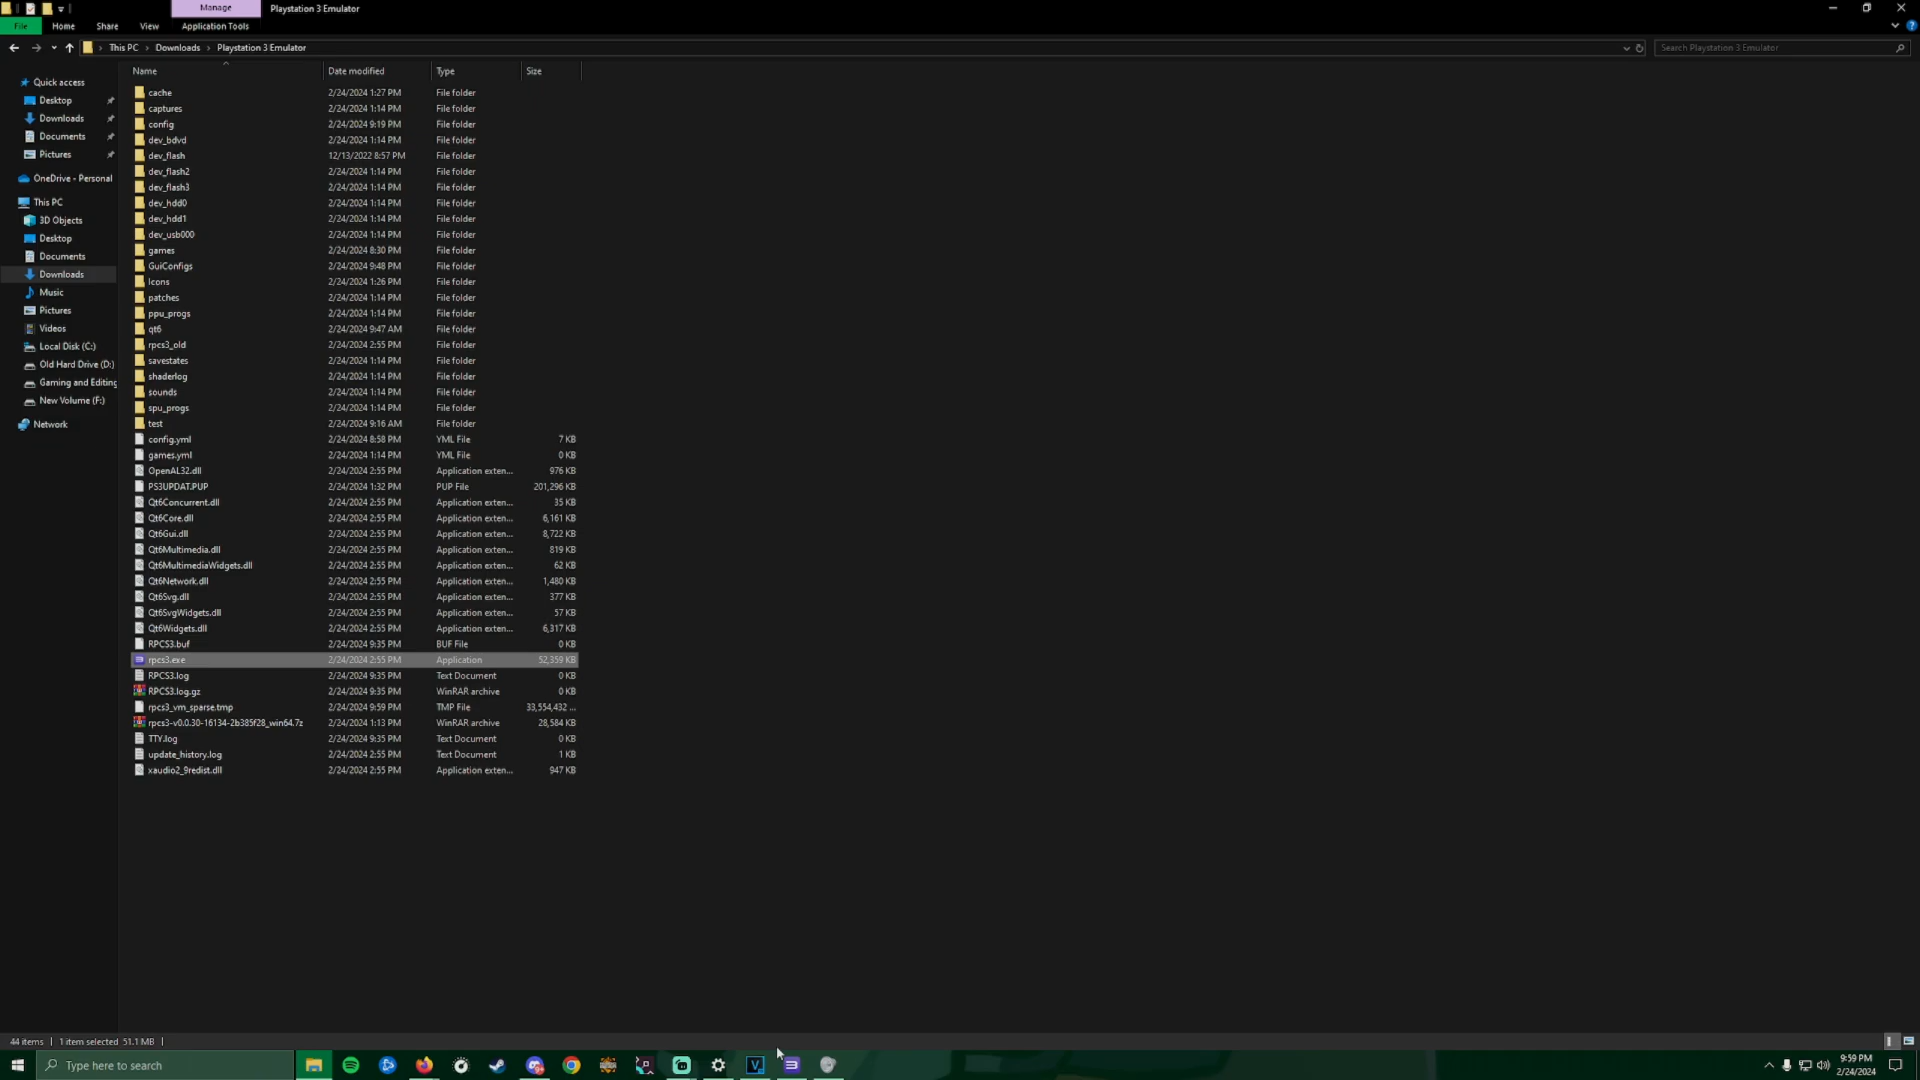 Manage
Playstation 3 Emulator
File
Home
Share
View
Application Tools
This PC
Downloads
Playstation 3 Emulator
Search Playstation 3 Emulator
Quick access
Desktop
Downloads
Documents
Pictures
OneDrive - Personal
This PC
3D Objects
Desktop
Documents
Downloads
Music
Pictures
Videos
Local Disk (C:)
Old Hard Drive (D:)
Gaming and Editing
New Volume (F:)
Network
Name Date modified Type Size
cache 2/24/2024 1:27 PM File folder
captures 2/24/2024 1:14 PM File folder
config 2/24/2024 9:19 PM File folder
dev_bdvd 2/24/2024 1:14 PM File folder
dev_flash 12/13/2022 8:57 PM File folder
dev_flash2 2/24/2024 1:14 PM File folder
dev_flash3 2/24/2024 1:14 PM File folder
dev_hdd0 2/24/2024 1:14 PM File folder
dev_hdd1 2/24/2024 1:14 PM File folder
dev_usb000 2/24/2024 1:14 PM File folder
games 2/24/2024 8:30 PM File folder
GuiConfigs 2/24/2024 9:48 PM File folder
Icons 2/24/2024 1:26 PM File folder
patches 2/24/2024 1:14 PM File folder
ppu_progs 2/24/2024 1:14 PM File folder
qt6 2/24/2024 9:47 AM File folder
rpcs3_old 2/24/2024 2:55 PM File folder
savestates 2/24/2024 1:14 PM File folder
shaderlog 2/24/2024 1:14 PM File folder
sounds 2/24/2024 1:14 PM File folder
spu_progs 2/24/2024 1:14 PM File folder
test 2/24/2024 9:16 AM File folder
config.yml 2/24/2024 8:58 PM YML File 7 KB
games.yml 2/24/2024 1:14 PM YML File 0 KB
OpenAL32.dll 2/24/2024 2:55 PM Application exten... 976 KB
PS3UPDAT.PUP 2/24/2024 1:32 PM PUP File 201,296 KB
Qt6Concurrent.dll 2/24/2024 2:55 PM Application exten... 35 KB
Qt6Core.dll 2/24/2024 2:55 PM Application exten... 6,161 KB
Qt6Gui.dll 2/24/2024 2:55 PM Application exten... 8,722 KB
Qt6Multimedia.dll 2/24/2024 2:55 PM Application exten... 819 KB
Qt6MultimediaWidgets.dll 2/24/2024 2:55 PM Application exten... 62 KB
Qt6Network.dll 2/24/2024 2:55 PM Application exten... 1,480 KB
Qt6Svg.dll 2/24/2024 2:55 PM Application exten... 377 KB
Qt6SvgWidgets.dll 2/24/2024 2:55 PM Application exten... 57 KB
Qt6Widgets.dll 2/24/2024 2:55 PM Application exten... 6,317 KB
RPCS3.buf 2/24/2024 9:35 PM BUF File 0 KB
rpcs3.exe 2/24/2024 2:55 PM Application 52,359 KB
RPCS3.log 2/24/2024 9:35 PM Text Document 0 KB
RPCS3.log.gz 2/24/2024 9:35 PM WinRAR archive 0 KB
rpcs3_vm_sparse.tmp 2/24/2024 9:59 PM TMP File 33,554,432 ...
rpcs3-v0.0.30-16134-2b385f28_win64.7z 2/24/2024 1:13 PM WinRAR archive 28,584 KB
TTY.log 2/24/2024 9:35 PM Text Document 0 KB
update_history.log 2/24/2024 2:55 PM Text Document 1 KB
xaudio2_9redist.dll 2/24/2024 2:55 PM Application exten... 947 KB
44 items 1 item selected 51.1 MB
Type here to search
9:59 PM
2/24/2024